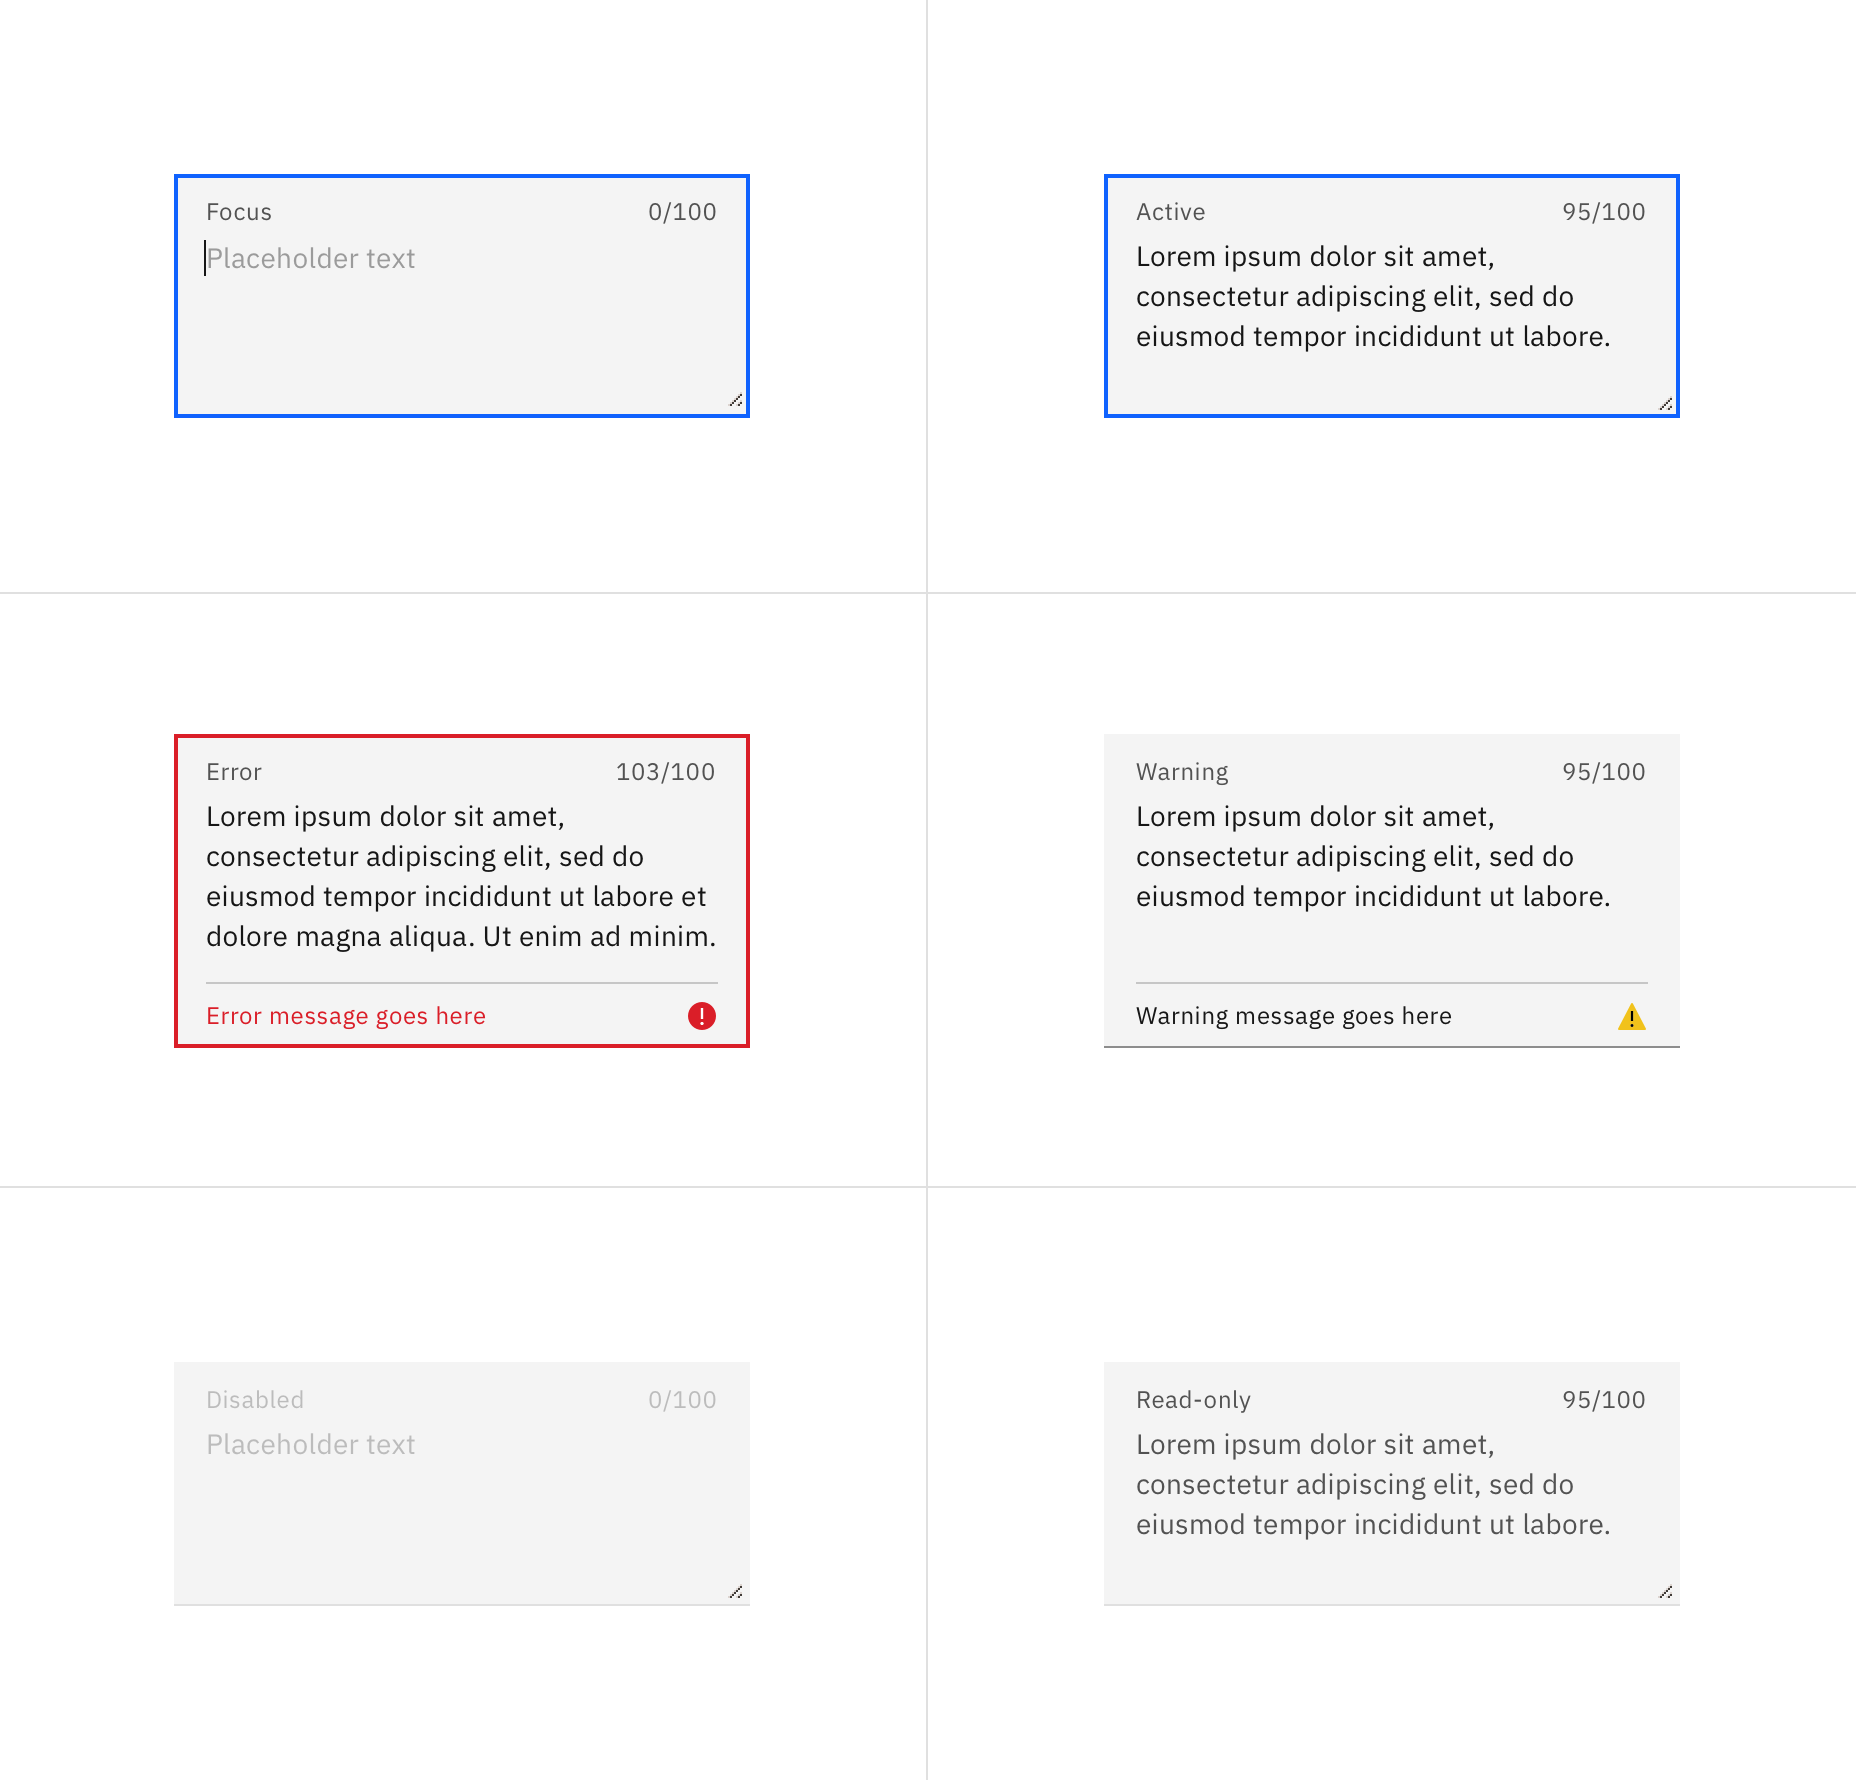 Focus 0/100
Placeholder text
Active 95/100
Lorem ipsum dolor sit amet,
consectetur adipiscing elit, sed do
eiusmod tempor incididunt ut labore.
Error 103/100
Lorem ipsum dolor sit amet,
consectetur adipiscing elit, sed do
eiusmod tempor incididunt ut labore et
dolore magna aliqua. Ut enim ad minim.
Error message goes here
Warning 95/100
Lorem ipsum dolor sit amet,
consectetur adipiscing elit, sed do
eiusmod tempor incididunt ut labore.
Warning message goes here
Disabled 0/100
Placeholder text
Read-only 95/100
Lorem ipsum dolor sit amet,
consectetur adipiscing elit, sed do
eiusmod tempor incididunt ut labore.